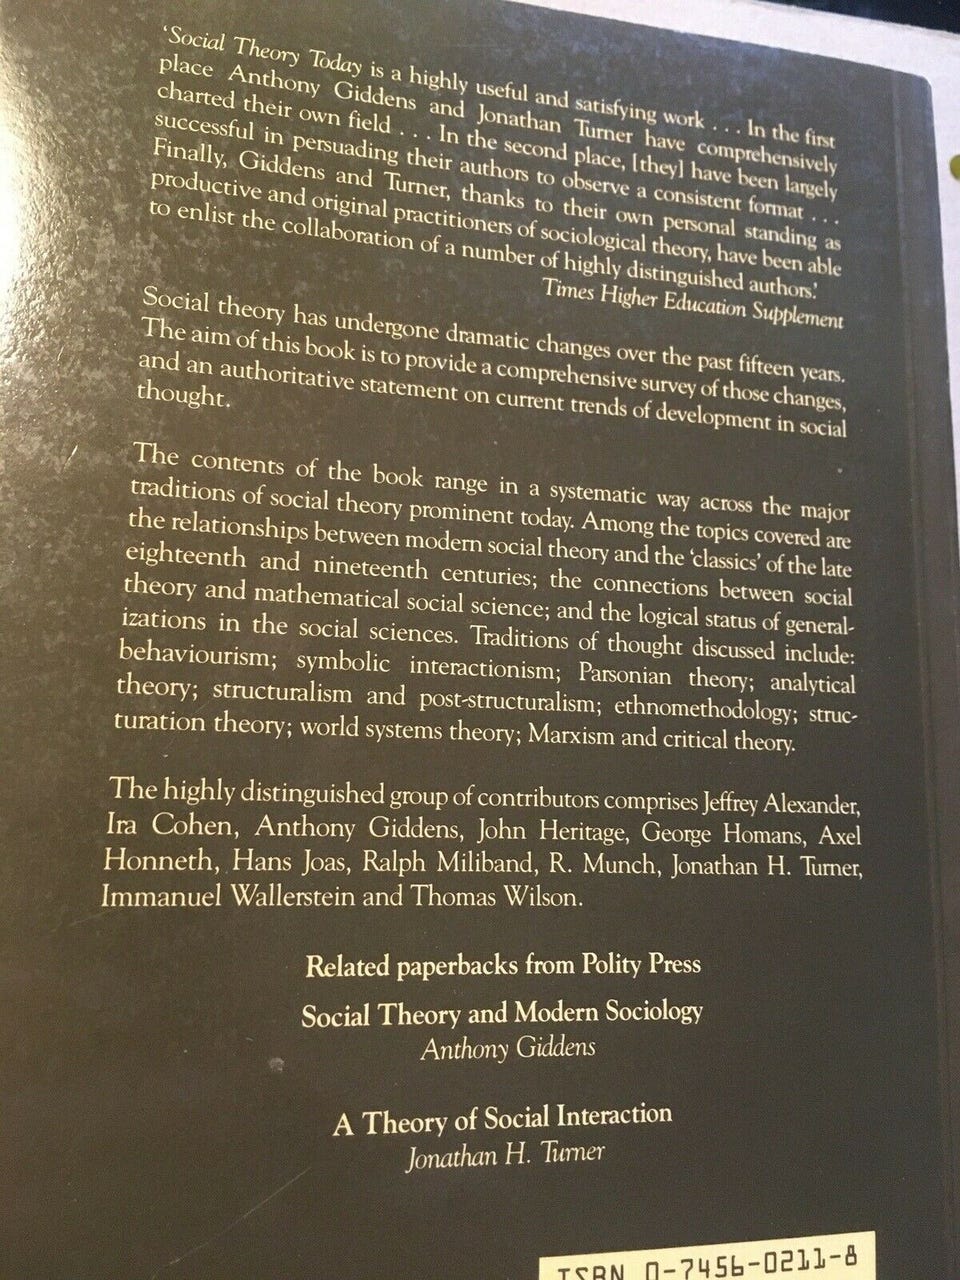 'Social Theory Today is a highly useful and satisfying work . . . In the first
place Anthony Giddens and Jonathan Turner have comprehensively
charted their own field . . . In the second place, [they] have been largely
successful in persuading their authors to observe a consistent format . . .
Finally, Giddens and Turner, thanks to their own personal standing as
productive and original practitioners of sociological theory, have been able
to enlist the collaboration of a number of highly distinguished authors.'
Times Higher Education Supplement
Social theory has undergone dramatic changes over the past fifteen years.
The aim of this book is to provide a comprehensive survey of those changes,
and an authoritative statement on current trends of development in social
thought.
The contents of the book range in a systematic way across the major
traditions of social theory prominent today. Among the topics covered are
the relationships between modern social theory and the 'classics' of the late
eighteenth and nineteenth centuries; the connections between social
theory and mathematical social science; and the logical status of general-
izations in the social sciences. Traditions of thought discussed include:
behaviourism; symbolic interactionism; Parsonian theory; analytical
theory; structuralism and post-structuralism; ethnomethodology; struc-
turation theory; world systems theory; Marxism and critical theory.
The highly distinguished group of contributors comprises Jeffrey Alexander,
Ira Cohen, Anthony Giddens, John Heritage, George Homans, Axel
Honneth, Hans Joas, Ralph Miliband, R. Munch, Jonathan H. Turner,
Immanuel Wallerstein and Thomas Wilson.
Related paperbacks from Polity Press
Social Theory and Modern Sociology
Anthony Giddens
A Theory of Social Interaction
Jonathan H. Turner
ISBN 0-7456-0211-8